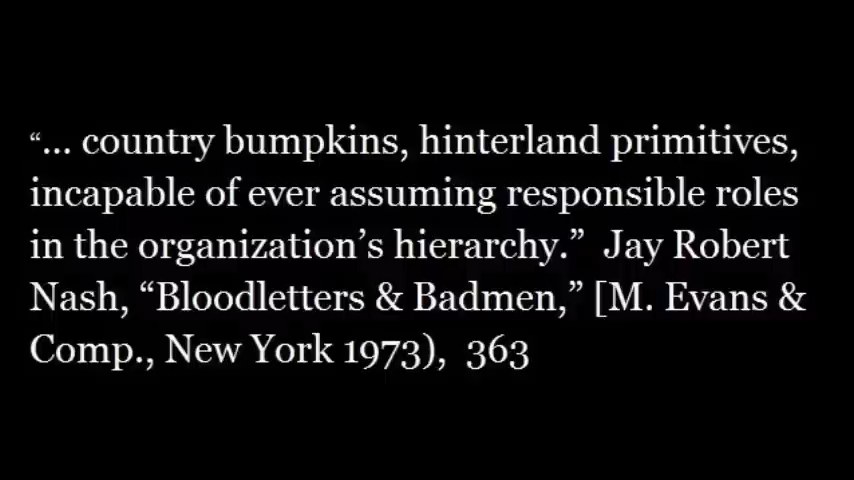 “... country bumpkins, hinterland primitives,
incapable of ever assuming responsible roles
in the organization’s hierarchy.”  Jay Robert
Nash, “Bloodletters & Badmen,” [M. Evans &
Comp., New York 1973),  363